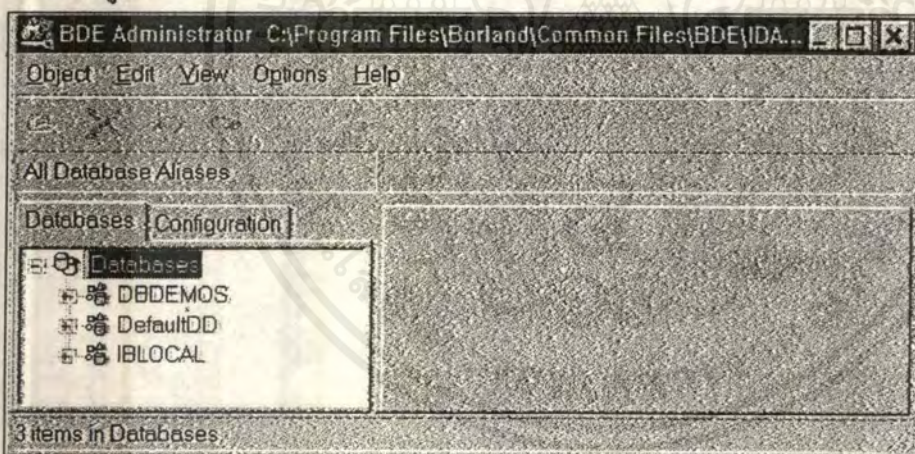 BDE Administrator C:\Program Files\Borland\Common Files\BDE\IDA...
Object Edit View Options Help
All Database Aliases
Databases Configuration
Databases
DBDEMOS
DefaultDD
IBLOCAL
3 items in Databases